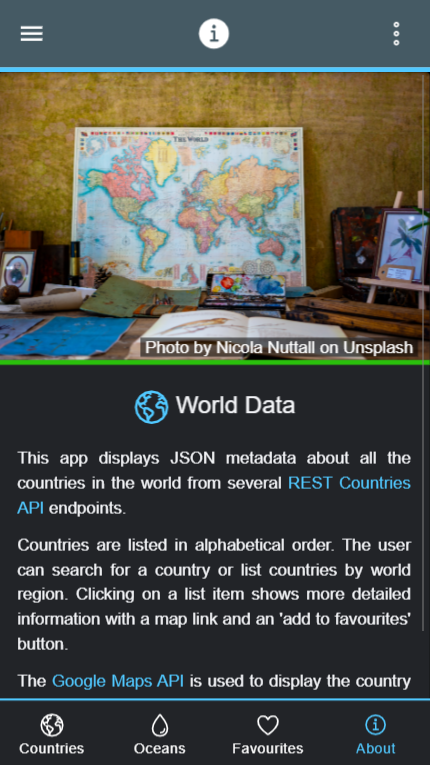 THE WORLD
Photo by Nicola Nuttall on Unsplash
World Data
This app displays JSON metadata about all the
countries in the world from several REST Countries
API endpoints.
Countries are listed in alphabetical order. The user
can search for a country or list countries by world
region. Clicking on a list item shows more detailed
information with a map link and an 'add to favourites'
button.
The Google Maps API is used to display the country
Countries
Oceans
Favourites
About